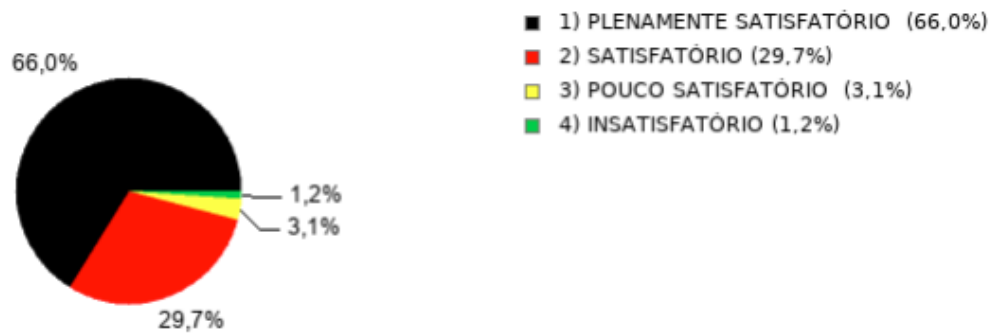 66,0%
1,2%
3,1%
29,7%
1) PLENAMENTE SATISFATÓRIO (66,0%)
2) SATISFATÓRIO (29,7%)
3) POUCO SATISFATÓRIO (3,1%)
4) INSATISFATÓRIO (1,2%)